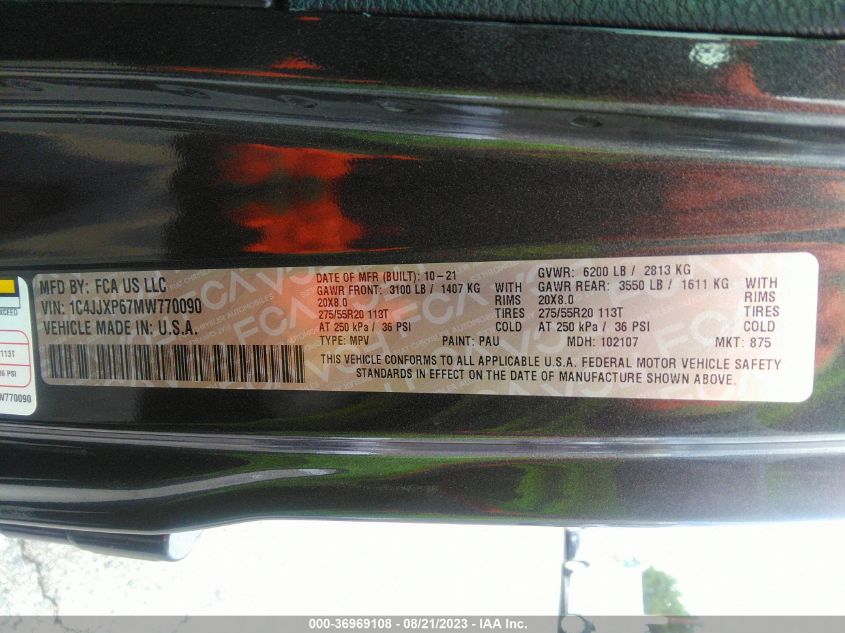 MFD BY: FCA US LLC
VIN: 1C4JJXP67MW770090
VEHICLE MADE IN: U.S.A.
DATE OF MFR (BUILT): 10-21
GAWR FRONT: 3100 LB / 1407 KG WITH
20X8.0 RIMS
275/55R20 113T TIRES
AT 250 kPa / 36 PSI COLD
TYPE: MPV
GVWR: 6200 LB / 2813 KG
GAWR REAR: 3550 LB / 1611 KG WITH
20X8.0 RIMS
275/55R20 113T TIRES
AT 250 kPa / 36 PSI COLD
PAINT: PAU MDH: 102107 MKT: 875
THIS VEHICLE CONFORMS TO ALL APPLICABLE U.S.A. FEDERAL MOTOR VEHICLE SAFETY
STANDARDS IN EFFECT ON THE DATE OF MANUFACTURE SHOWN ABOVE.
EXCEED
113T
36 PSI
W770090
000-36969108 - 08/21/2023 - IAA Inc.